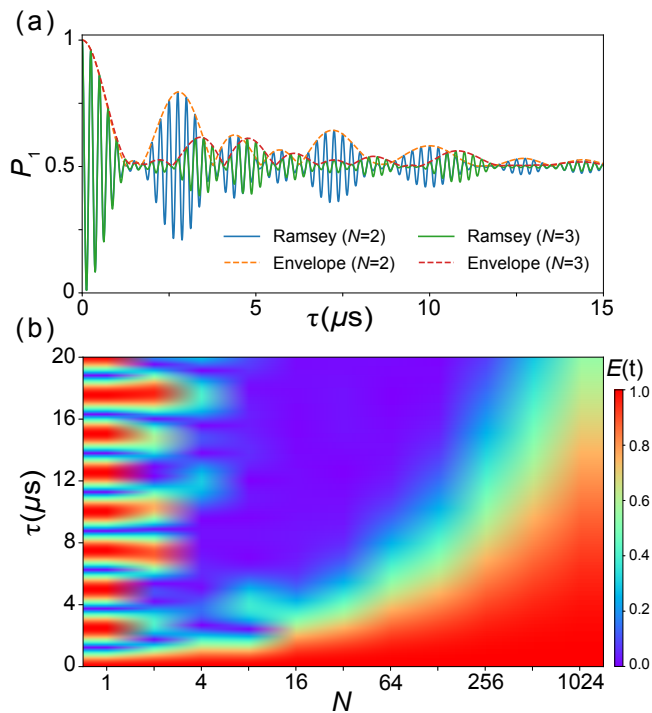 (a)
1
0.5
0
P₁
Ramsey (N=2)
Ramsey (N=3)
Envelope (N=2)
Envelope (N=3)
0 5 10 15
τ(μs)
(b)
E(t)
20
16
12
8
4
0
τ(μs)
1.0
0.8
0.6
0.4
0.2
0.0
1 4 16 64 256 1024
N